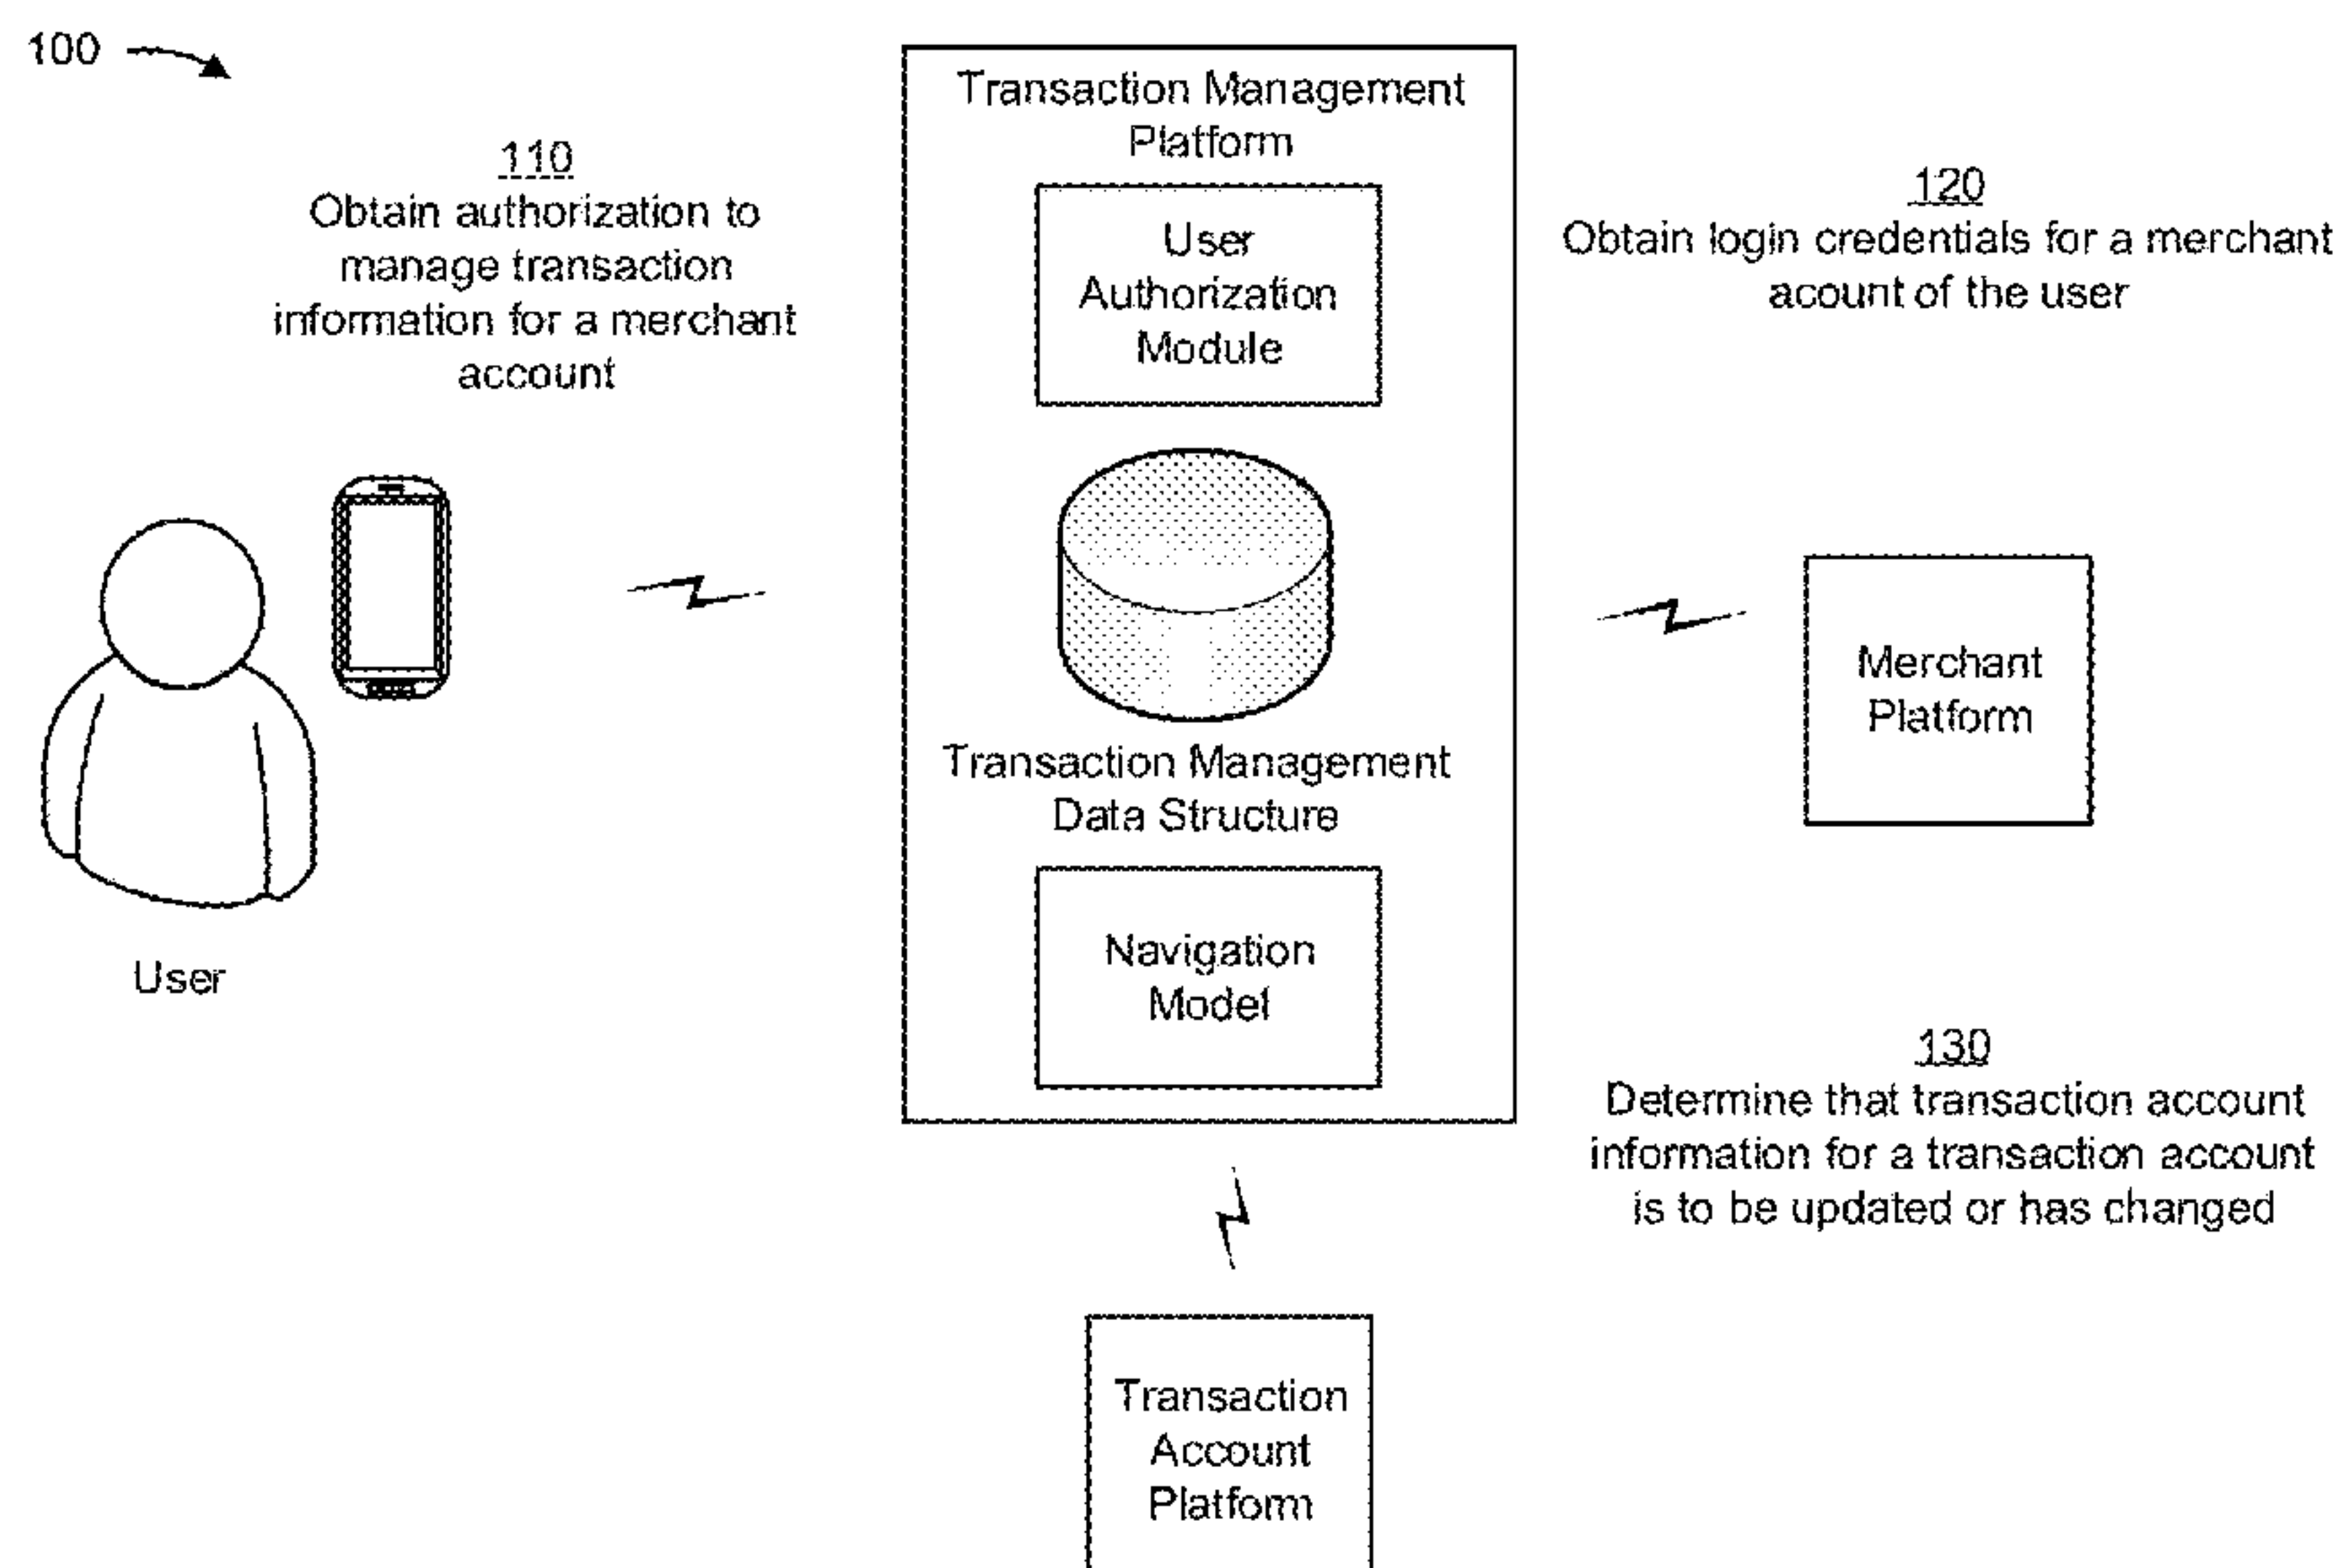 100
110
Obtain authorization to
manage transaction
information for a merchant
account
User
Transaction Management
Platform
User
Authorization
Module
Transaction Management
Data Structure
Navigation
Model
120
Obtain login credentials for a merchant
acount of the user
Merchant
Platform
130
Determine that transaction account
information for a transaction account
is to be updated or has changed
Transaction
Account
Platform